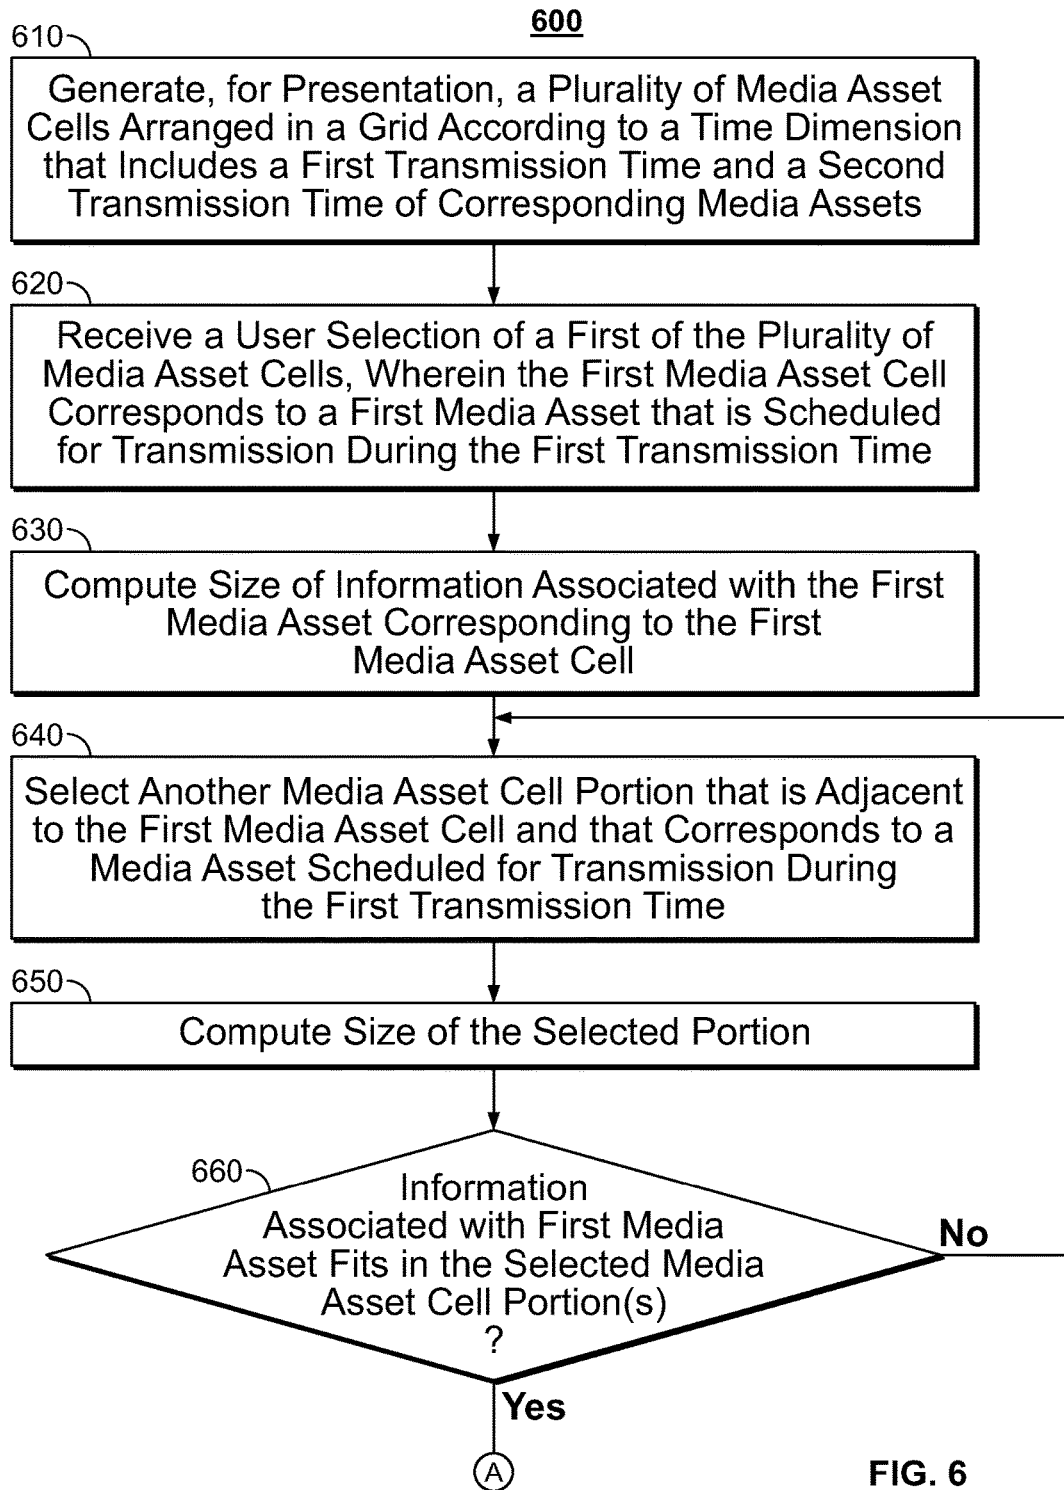 600
610
Generate, for Presentation, a Plurality of Media Asset
Cells Arranged in a Grid According to a Time Dimension
that Includes a First Transmission Time and a Second
Transmission Time of Corresponding Media Assets
620
Receive a User Selection of a First of the Plurality of
Media Asset Cells, Wherein the First Media Asset Cell
Corresponds to a First Media Asset that is Scheduled
for Transmission During the First Transmission Time
630
Compute Size of Information Associated with the First
Media Asset Corresponding to the First
Media Asset Cell
640
Select Another Media Asset Cell Portion that is Adjacent
to the First Media Asset Cell and that Corresponds to a
Media Asset Scheduled for Transmission During
the First Transmission Time
650
Compute Size of the Selected Portion
660
Information
Associated with First Media
Asset Fits in the Selected Media
Asset Cell Portion(s)
?
No
Yes
A
FIG. 6